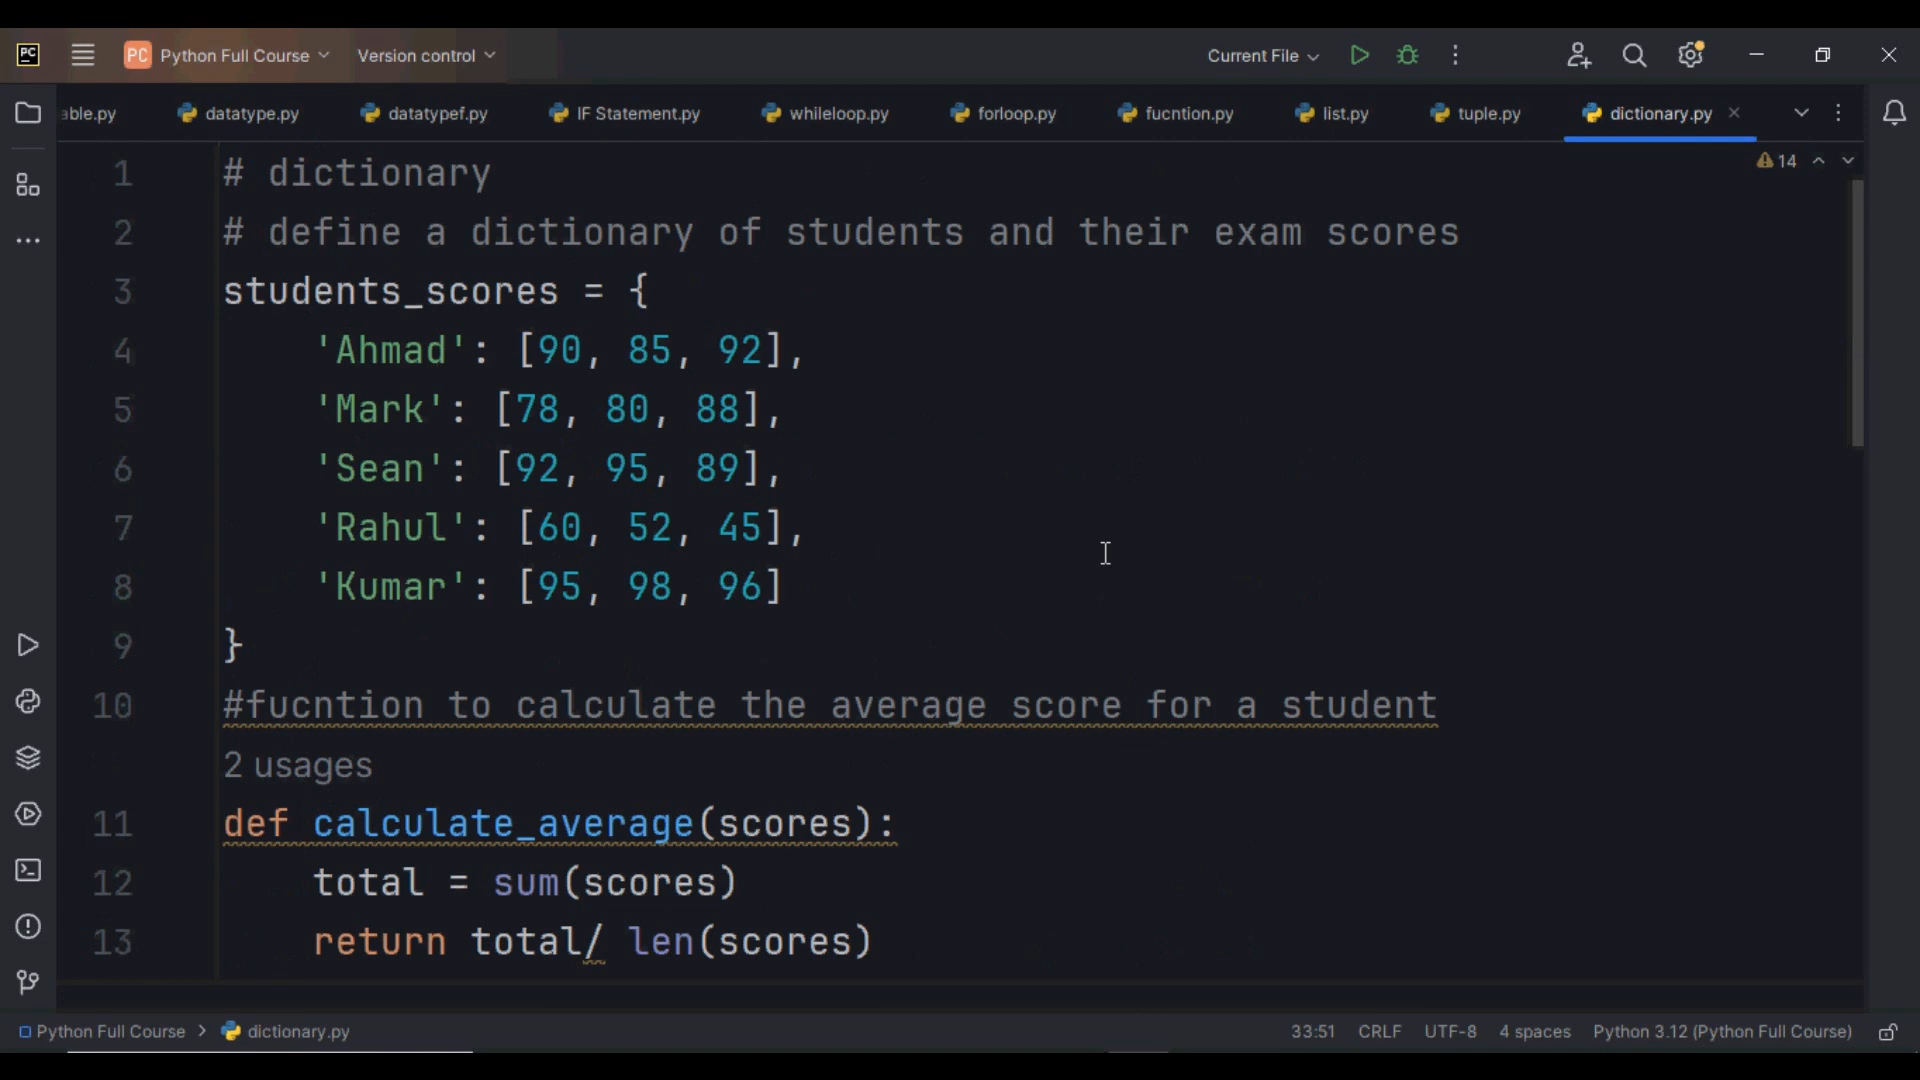 PC PC Python Full Course Version control Current File
able.py datatype.py datatypef.py IF Statement.py whileloop.py forloop.py fucntion.py list.py tuple.py dictionary.py
14
1 # dictionary
2 # define a dictionary of students and their exam scores
3 students_scores = {
4 'Ahmad': [90, 85, 92],
5 'Mark': [78, 80, 88],
6 'Sean': [92, 95, 89],
7 'Rahul': [60, 52, 45],
8 'Kumar': [95, 98, 96]
9 }
10 #fucntion to calculate the average score for a student
2 usages
11 def calculate_average(scores):
12 total = sum(scores)
13 return total/ len(scores)
Python Full Course > dictionary.py 33:51 CRLF UTF-8 4 spaces Python 3.12 (Python Full Course)